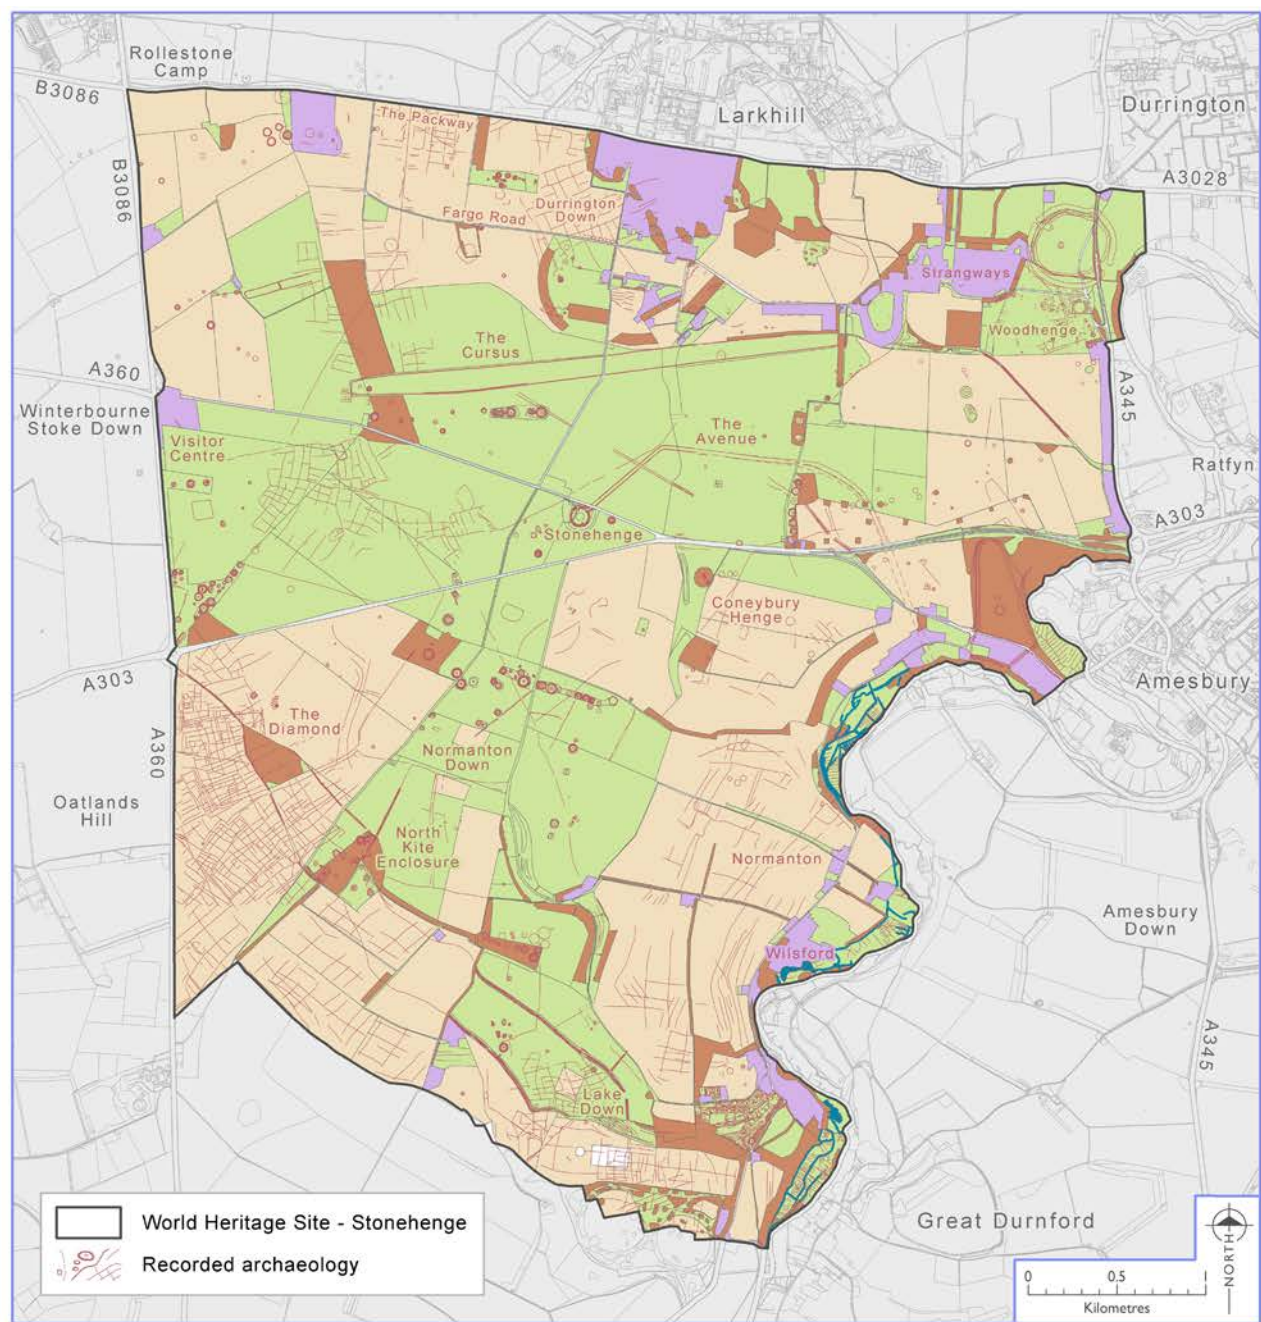 Rollestone
Camp
B3086
Larkhill
Durrington
The Packway
B3086
A3028
Fargo Road
Durrington
Down
Strangways
Woodhenge
The
Cursus
A360
Winterbourne
Stoke Down
Visitor
Centre
The
Avenue
A345
Ratfyn
A303
Stonehenge
Coneybury
Henge
A303
Amesbury
The
Diamond
A360
Normanton
Down
Oatlands
Hill
North
Kite
Enclosure
Normanton
Amesbury
Down
Wilsford
A345
Lake
Down
Great Durnford
World Heritage Site - Stonehenge
Recorded archaeology
0 0.5 1
Kilometres
NORTH